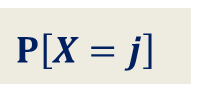 P[X = j]